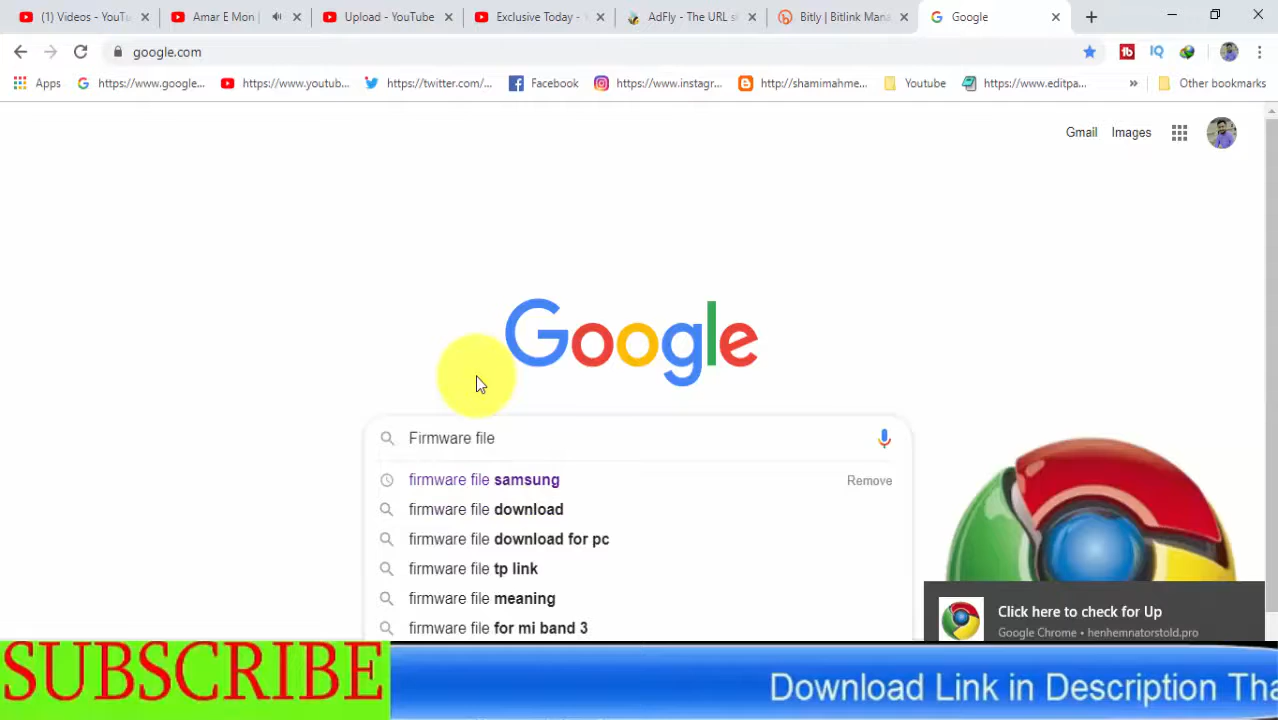 (1) Videos - YouTu
Amar E Mon
Upload - YouTube
Exclusive Today -
AdFly - The URL s
Bitly | Bitlink Mana
Google
google.com
Apps
https://www.google...
https://www.youtub...
https://twitter.com/...
Facebook
https://www.instagr...
http://shamimahme...
Youtube
https://www.editpa...
Other bookmarks
Gmail
Images
Google
Firmware file
firmware file samsung
Remove
firmware file download
firmware file download for pc
firmware file tp link
firmware file meaning
firmware file for mi band 3
Click here to check for Up
Google Chrome • henhemnatorstold.pro
SUBSCRIBE
Download Link in Description Tha